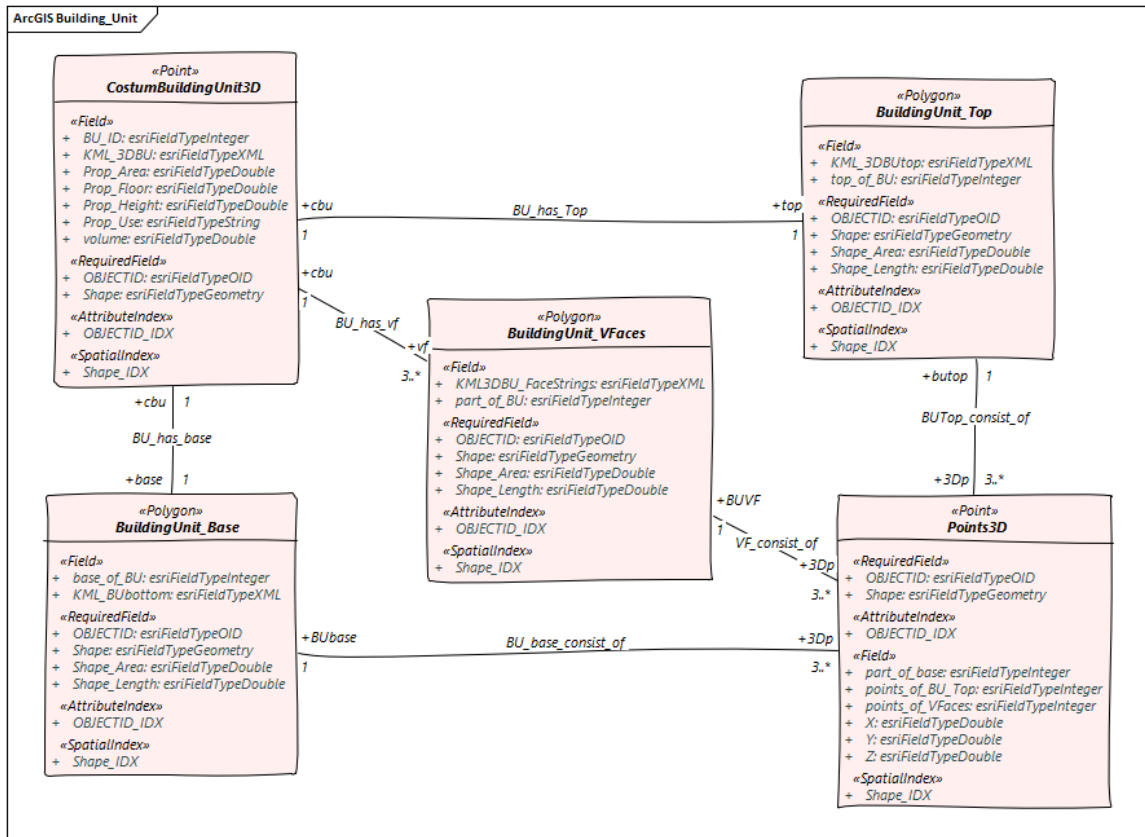 ArcGIS Building_Unit
«Point»
CostumBuildingUnit3D
«Field»
+ BU_ID: esriFieldTypeInteger
+ KML_3DBU: esriFieldTypeXML
+ Prop_Area: esriFieldTypeDouble
+ Prop_Floor: esriFieldTypeDouble
+ Prop_Height: esriFieldTypeDouble
+ Prop_Use: esriFieldTypeString
+ volume: esriFieldTypeDouble
«RequiredField»
+ OBJECTID: esriFieldTypeOID
+ Shape: esriFieldTypeGeometry
«AttributeIndex»
+ OBJECTID_IDX
«SpatialIndex»
+ Shape_IDX
+cbu
1
BU_has_Top
+top
1
«Polygon»
BuildingUnit_Top
«Field»
+ KML_3DBUtop: esriFieldTypeXML
+ top_of_BU: esriFieldTypeInteger
«RequiredField»
+ OBJECTID: esriFieldTypeOID
+ Shape: esriFieldTypeGeometry
+ Shape_Area: esriFieldTypeDouble
+ Shape_Length: esriFieldTypeDouble
«AttributeIndex»
+ OBJECTID_IDX
«SpatialIndex»
+ Shape_IDX
+cbu
1
BU_has_vf
+vf
3..*
«Polygon»
BuildingUnit_VFaces
«Field»
+ KML3DBU_FaceStrings: esriFieldTypeXML
+ part_of_BU: esriFieldTypeInteger
«RequiredField»
+ OBJECTID: esriFieldTypeOID
+ Shape: esriFieldTypeGeometry
+ Shape_Area: esriFieldTypeDouble
+ Shape_Length: esriFieldTypeDouble
«AttributeIndex»
+ OBJECTID_IDX
«SpatialIndex»
+ Shape_IDX
+cbu 1
BU_has_base
+base 1
+butop 1
BUTop_consist_of
+3Dp 3..*
«Polygon»
BuildingUnit_Base
«Field»
+ base_of_BU: esriFieldTypeInteger
+ KML_BUbottom: esriFieldTypeXML
«RequiredField»
+ OBJECTID: esriFieldTypeOID
+ Shape: esriFieldTypeGeometry
+ Shape_Area: esriFieldTypeDouble
+ Shape_Length: esriFieldTypeDouble
«AttributeIndex»
+ OBJECTID_IDX
«SpatialIndex»
+ Shape_IDX
+BUVF
1
VF_consist_of
+3Dp
3..*
+BUbase
1
BU_base_consist_of
+3Dp
3..*
«Point»
Points3D
«RequiredField»
+ OBJECTID: esriFieldTypeOID
+ Shape: esriFieldTypeGeometry
«AttributeIndex»
+ OBJECTID_IDX
«Field»
+ part_of_base: esriFieldTypeInteger
+ points_of_BU_Top: esriFieldTypeInteger
+ points_of_VFaces: esriFieldTypeInteger
+ X: esriFieldTypeDouble
+ Y: esriFieldTypeDouble
+ Z: esriFieldTypeDouble
«SpatialIndex»
+ Shape_IDX